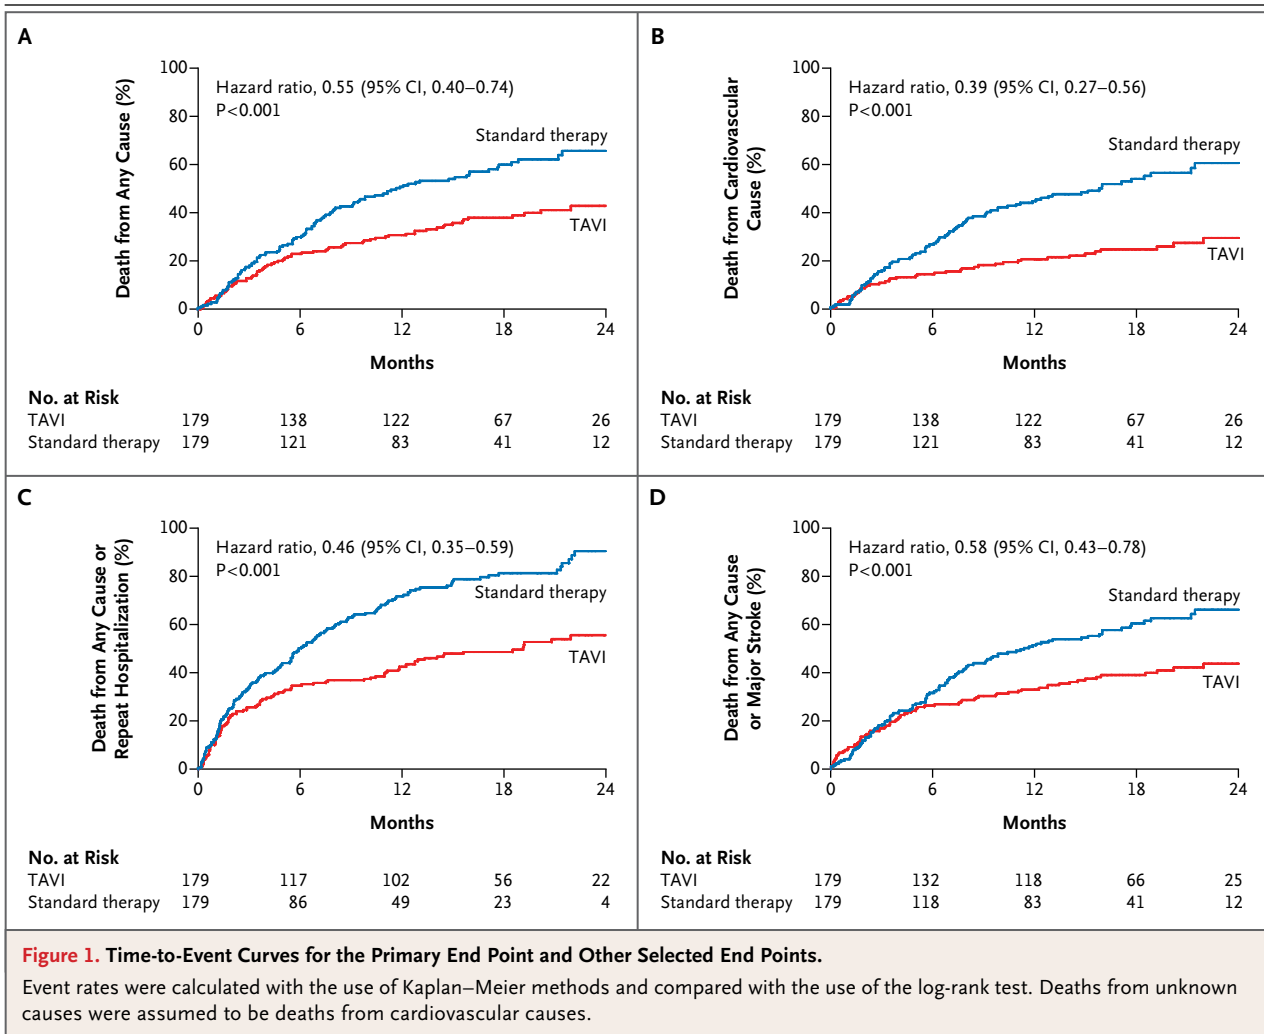 A
Death from Any Cause (%)
100
80
60
40
20
0
Hazard ratio, 0.55 (95% CI, 0.40–0.74)
P<0.001
Standard therapy
TAVI
0 6 12 18 24
Months
No. at Risk
TAVI 179 138 122 67 26
Standard therapy 179 121 83 41 12
B
Death from Cardiovascular
Cause (%)
100
80
60
40
20
0
Hazard ratio, 0.39 (95% CI, 0.27–0.56)
P<0.001
Standard therapy
TAVI
0 6 12 18 24
Months
No. at Risk
TAVI 179 138 122 67 26
Standard therapy 179 121 83 41 12
C
Death from Any Cause or
Repeat Hospitalization (%)
100
80
60
40
20
0
Hazard ratio, 0.46 (95% CI, 0.35–0.59)
P<0.001
Standard therapy
TAVI
0 6 12 18 24
Months
No. at Risk
TAVI 179 117 102 56 22
Standard therapy 179 86 49 23 4
D
Death from Any Cause
or Major Stroke (%)
100
80
60
40
20
0
Hazard ratio, 0.58 (95% CI, 0.43–0.78)
P<0.001
Standard therapy
TAVI
0 6 12 18 24
Months
No. at Risk
TAVI 179 132 118 66 25
Standard therapy 179 118 83 41 12
Figure 1. Time-to-Event Curves for the Primary End Point and Other Selected End Points.
Event rates were calculated with the use of Kaplan–Meier methods and compared with the use of the log-rank test. Deaths from unknown
causes were assumed to be deaths from cardiovascular causes.